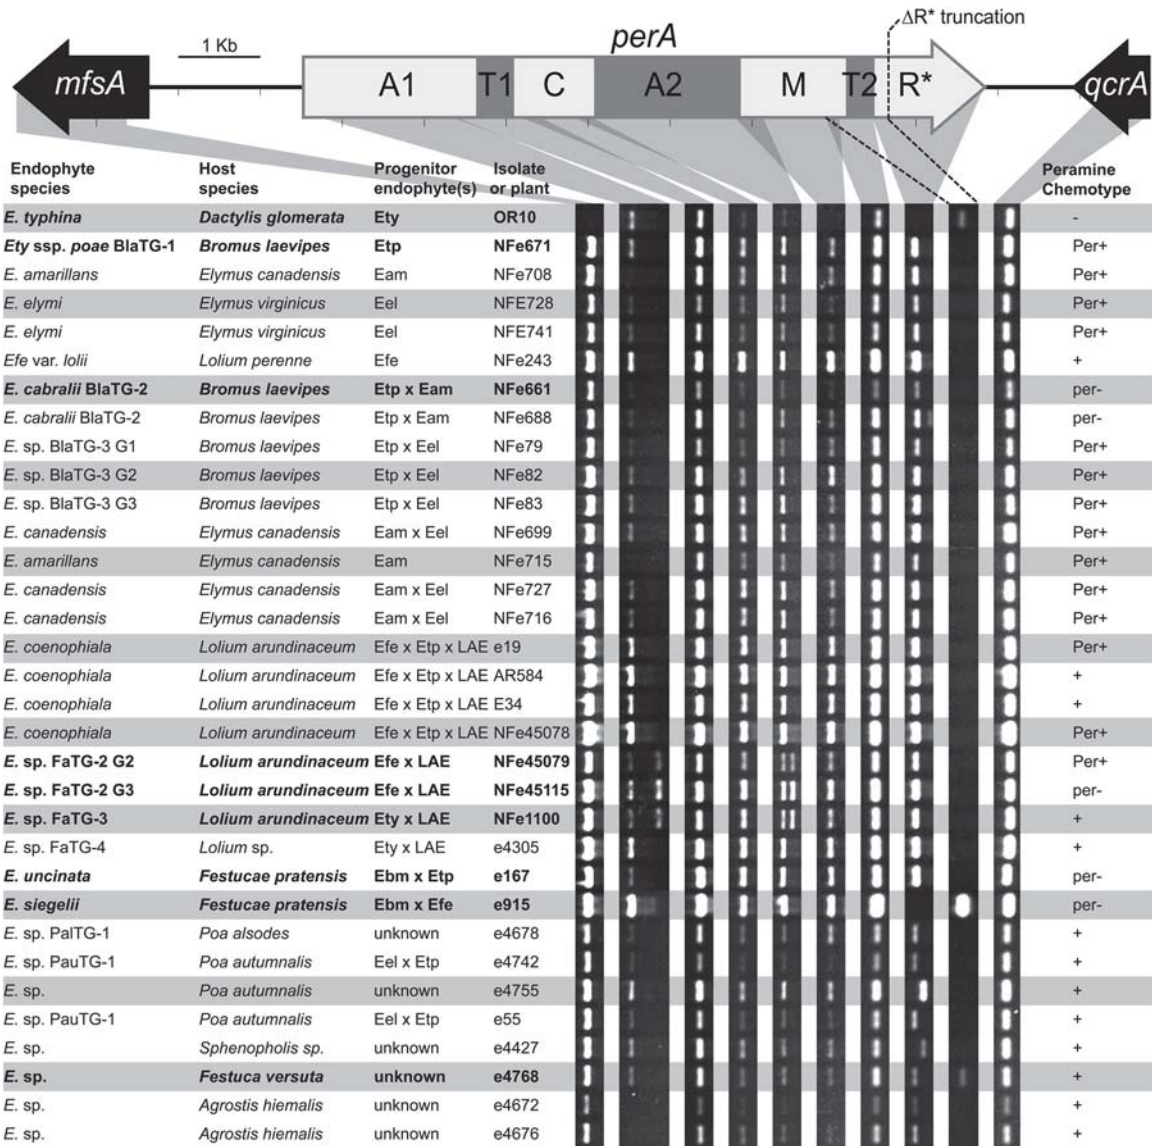 ΔR* truncation
perA
1 Kb
mfsA A1 T1 C A2 M T2 R* qcrA
Endophyte species Host species Progenitor endophyte(s) Isolate or plant Peramine Chemotype
E. typhina Dactylis glomerata Ety OR10 -
Ety ssp. poae BlaTG-1 Bromus laevipes Etp NFe671 Per+
E. amarillans Elymus canadensis Eam NFe708 Per+
E. elymi Elymus virginicus Eel NFE728 Per+
E. elymi Elymus virginicus Eel NFE741 Per+
Efe var. lolii Lolium perenne Efe NFe243 +
E. cabralii BlaTG-2 Bromus laevipes Etp x Eam NFe661 per-
E. cabralii BlaTG-2 Bromus laevipes Etp x Eam NFe688 per-
E. sp. BlaTG-3 G1 Bromus laevipes Etp x Eel NFe79 Per+
E. sp. BlaTG-3 G2 Bromus laevipes Etp x Eel NFe82 Per+
E. sp. BlaTG-3 G3 Bromus laevipes Etp x Eel NFe83 Per+
E. canadensis Elymus canadensis Eam x Eel NFe699 Per+
E. amarillans Elymus canadensis Eam NFe715 Per+
E. canadensis Elymus canadensis Eam x Eel NFe727 Per+
E. canadensis Elymus canadensis Eam x Eel NFe716 Per+
E. coenophiala Lolium arundinaceum Efe x Etp x LAE e19 Per+
E. coenophiala Lolium arundinaceum Efe x Etp x LAE AR584 +
E. coenophiala Lolium arundinaceum Efe x Etp x LAE E34 +
E. coenophiala Lolium arundinaceum Efe x Etp x LAE NFe45078 Per+
E. sp. FaTG-2 G2 Lolium arundinaceum Efe x LAE NFe45079 Per+
E. sp. FaTG-2 G3 Lolium arundinaceum Efe x LAE NFe45115 per-
E. sp. FaTG-3 Lolium arundinaceum Ety x LAE NFe1100 +
E. sp. FaTG-4 Lolium sp. Ety x LAE e4305 +
E. uncinata Festucae pratensis Ebm x Etp e167 per-
E. siegelii Festucae pratensis Ebm x Efe e915 per-
E. sp. PalTG-1 Poa alsodes unknown e4678 +
E. sp. PauTG-1 Poa autumnalis Eel x Etp e4742 +
E. sp. Poa autumnalis unknown e4755 +
E. sp. PauTG-1 Poa autumnalis Eel x Etp e55 +
E. sp. Sphenopholis sp. unknown e4427 +
E. sp. Festuca versuta unknown e4768 +
E. sp. Agrostis hiemalis unknown e4672 +
E. sp. Agrostis hiemalis unknown e4676 +